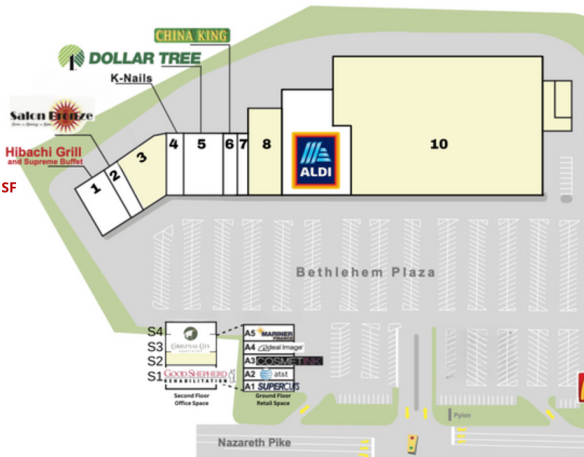 CHINA KING
DOLLAR TREE
K-Nails
Salon Bronze
Hibachi Grill
and Supreme Buffet
SF
1
2
3
4
5
6
7
8
ALDI
10
Bethlehem Plaza
S4
S3
S2
S1
GOOD SHEPHERD
REHABILITATION
Second Floor
Office Space
A5 MARINER
FINANCE
A4 ideal Image
A3 COSMETINK
A2 at&t
A1 SUPERCUTS
Ground Floor
Retail Space
Pylon
Nazareth Pike